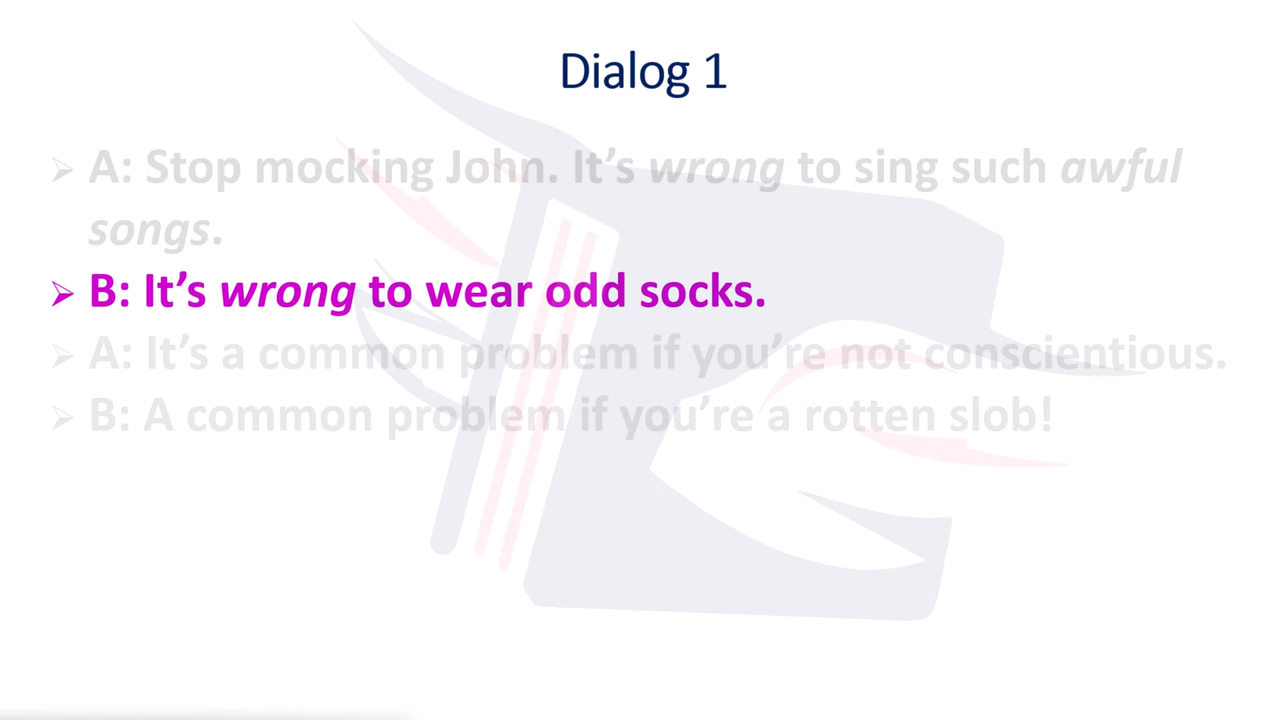 Dialog 1
A: Stop mocking John. It's wrong to sing such awful
songs.
B: It's wrong to wear odd socks.
A: It's a common problem if you're not conscientious.
B: A common problem if you're a rotten slob!